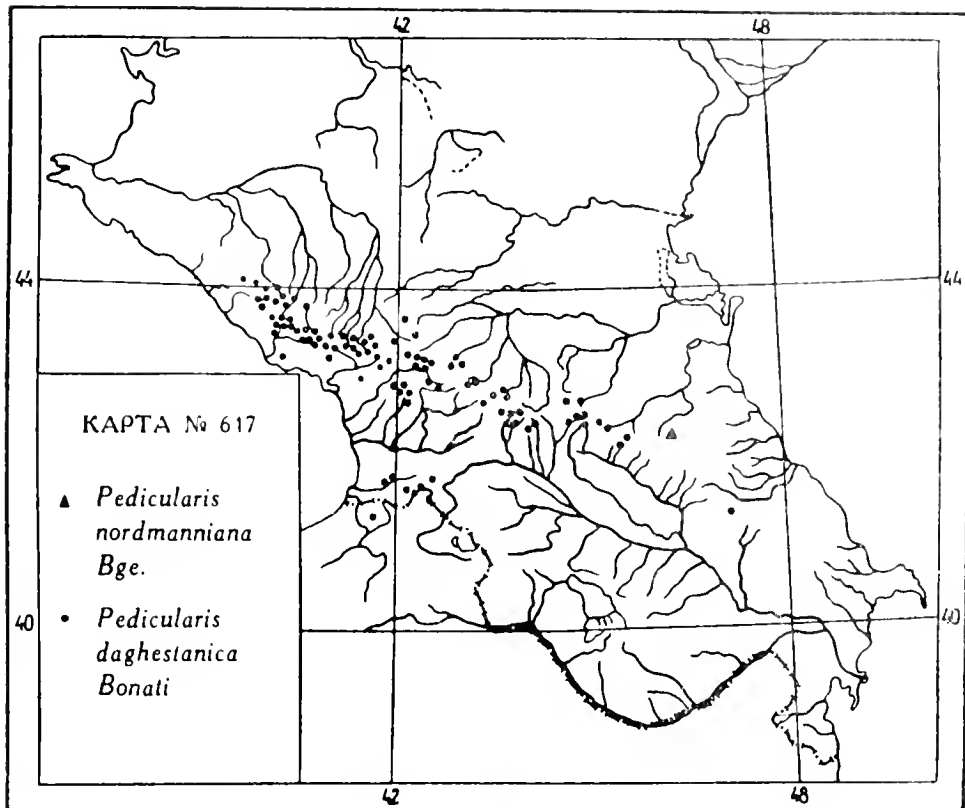 42 48
44 44
КАРТА № 617
Pedicularis
nordmanniana
Bge.
Pedicularis
daghestanica
Bonati
40 40
42 48